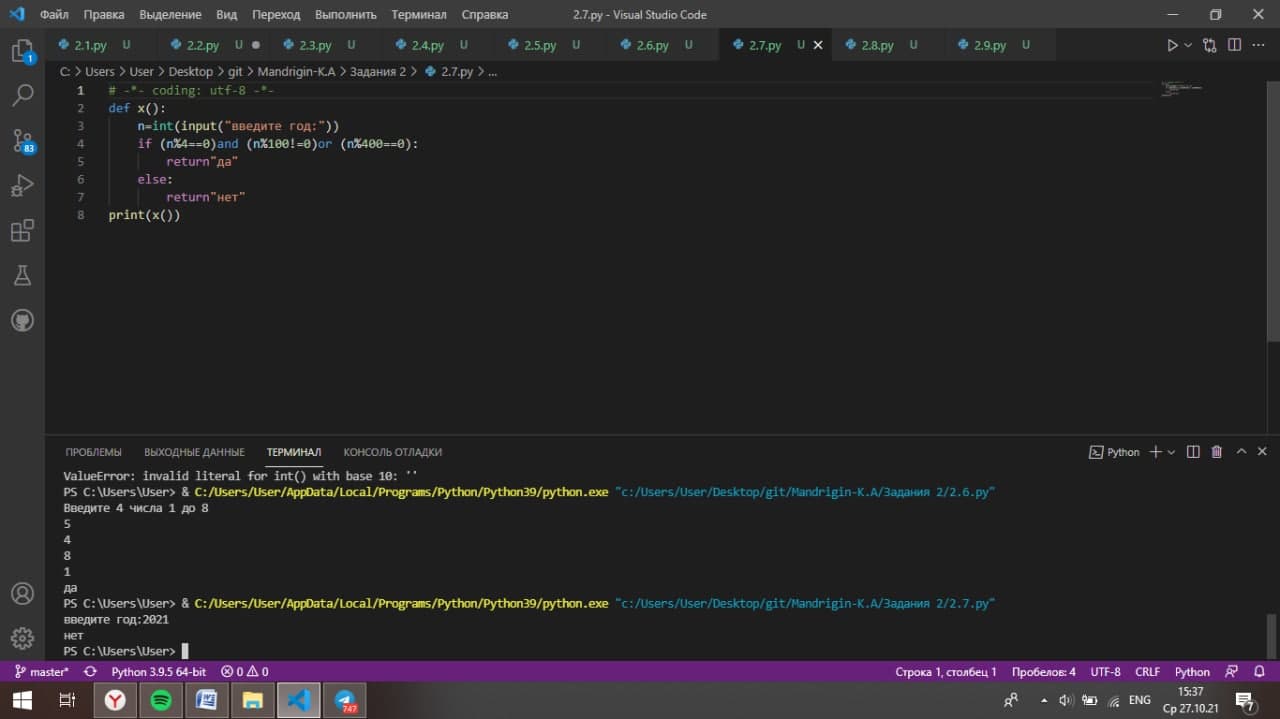 Файл Правка Выделение Вид Переход Выполнить Терминал Справка 2.7.py - Visual Studio Code
2.1.py U 2.2.py U 2.3.py U 2.4.py U 2.5.py U 2.6.py U 2.7.py U 2.8.py U 2.9.py U
1
C: > Users > User > Desktop > git > Mandrigin-K.A > Задания 2 > 2.7.py > ...
1 # -*- coding: utf-8 -*-
2 def x():
3 n=int(input("введите год:"))
4 if (n%4==0)and (n%100!=0)or (n%400==0):
5 return"да"
6 else:
7 return"нет"
8 print(x())
83
ПРОБЛЕМЫ ВЫХОДНЫЕ ДАННЫЕ ТЕРМИНАЛ КОНСОЛЬ ОТЛАДКИ Python
ValueError: invalid literal for int() with base 10: ''
PS C:\Users\User> & C:/Users/User/AppData/Local/Programs/Python/Python39/python.exe "c:/Users/User/Desktop/git/Mandrigin-K.A/Задания 2/2.6.py"
Введите 4 числа 1 до 8
5
4
8
1
да
PS C:\Users\User> & C:/Users/User/AppData/Local/Programs/Python/Python39/python.exe "c:/Users/User/Desktop/git/Mandrigin-K.A/Задания 2/2.7.py"
введите год:2021
нет
PS C:\Users\User>
master* Python 3.9.5 64-bit 0 0 Строка 1, столбец 1 Пробелов: 4 UTF-8 CRLF Python
747 ENG 15:37
Ср 27.10.21 7